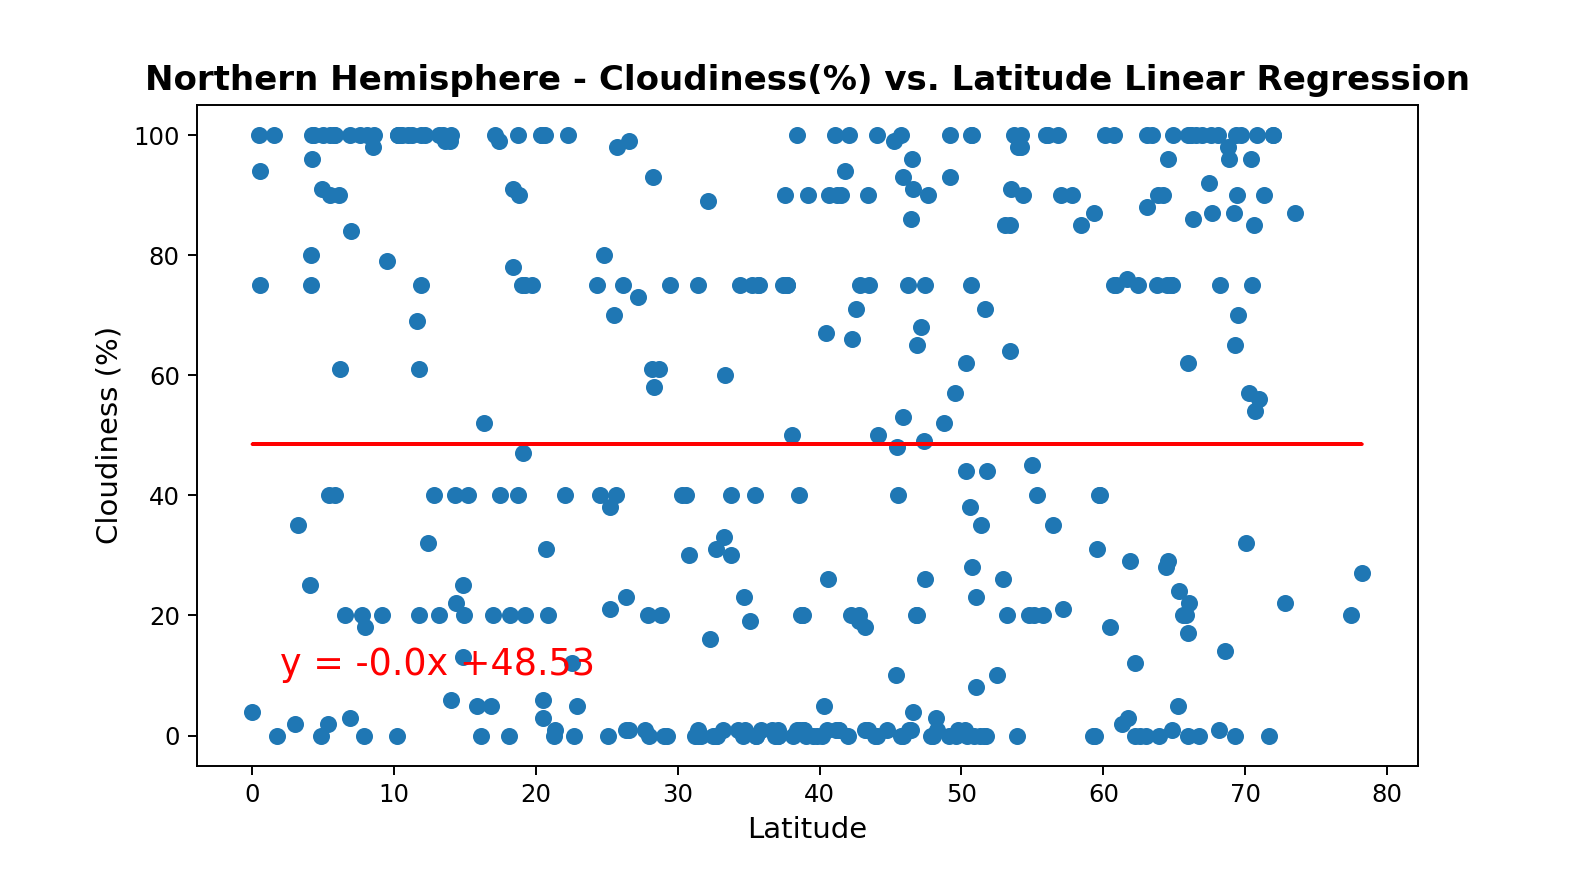 Northern Hemisphere - Cloudiness(%) vs. Latitude Linear Regression
100
80
60
40
20
0
Cloudiness (%)
y = -0.0x +48.53
0 10 20 30 40 50 60 70 80
Latitude